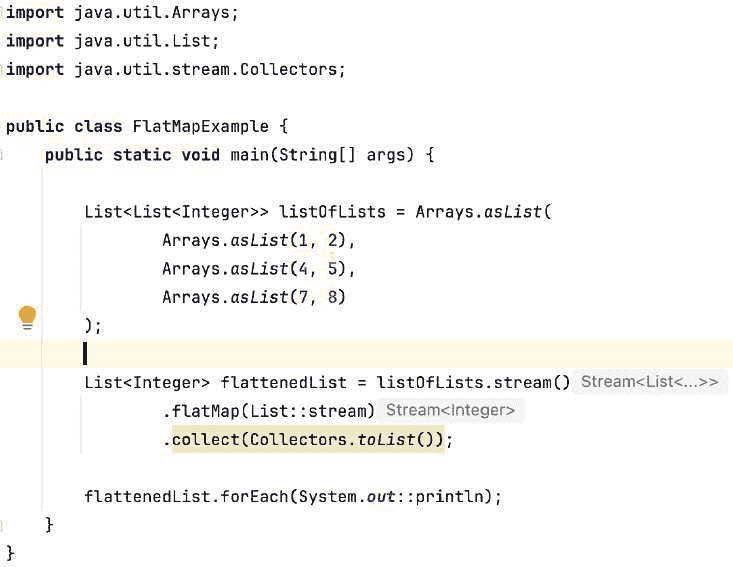 import java.util.Arrays;
import java.util.List;
import java.util.stream.Collectors;
public class FlatMapExample {
public static void main(String[] args) {
List<List<Integer>> listOfLists = Arrays.asList(
Arrays.asList(1, 2),
Arrays.asList(4, 5),
Arrays.asList(7, 8)
);
List<Integer> flattenedList = listOfLists.stream() Stream<List<...>>
.flatMap(List::stream) Stream<Integer>
.collect(Collectors.toList());
flattenedList.forEach(System.out::println);
}
}